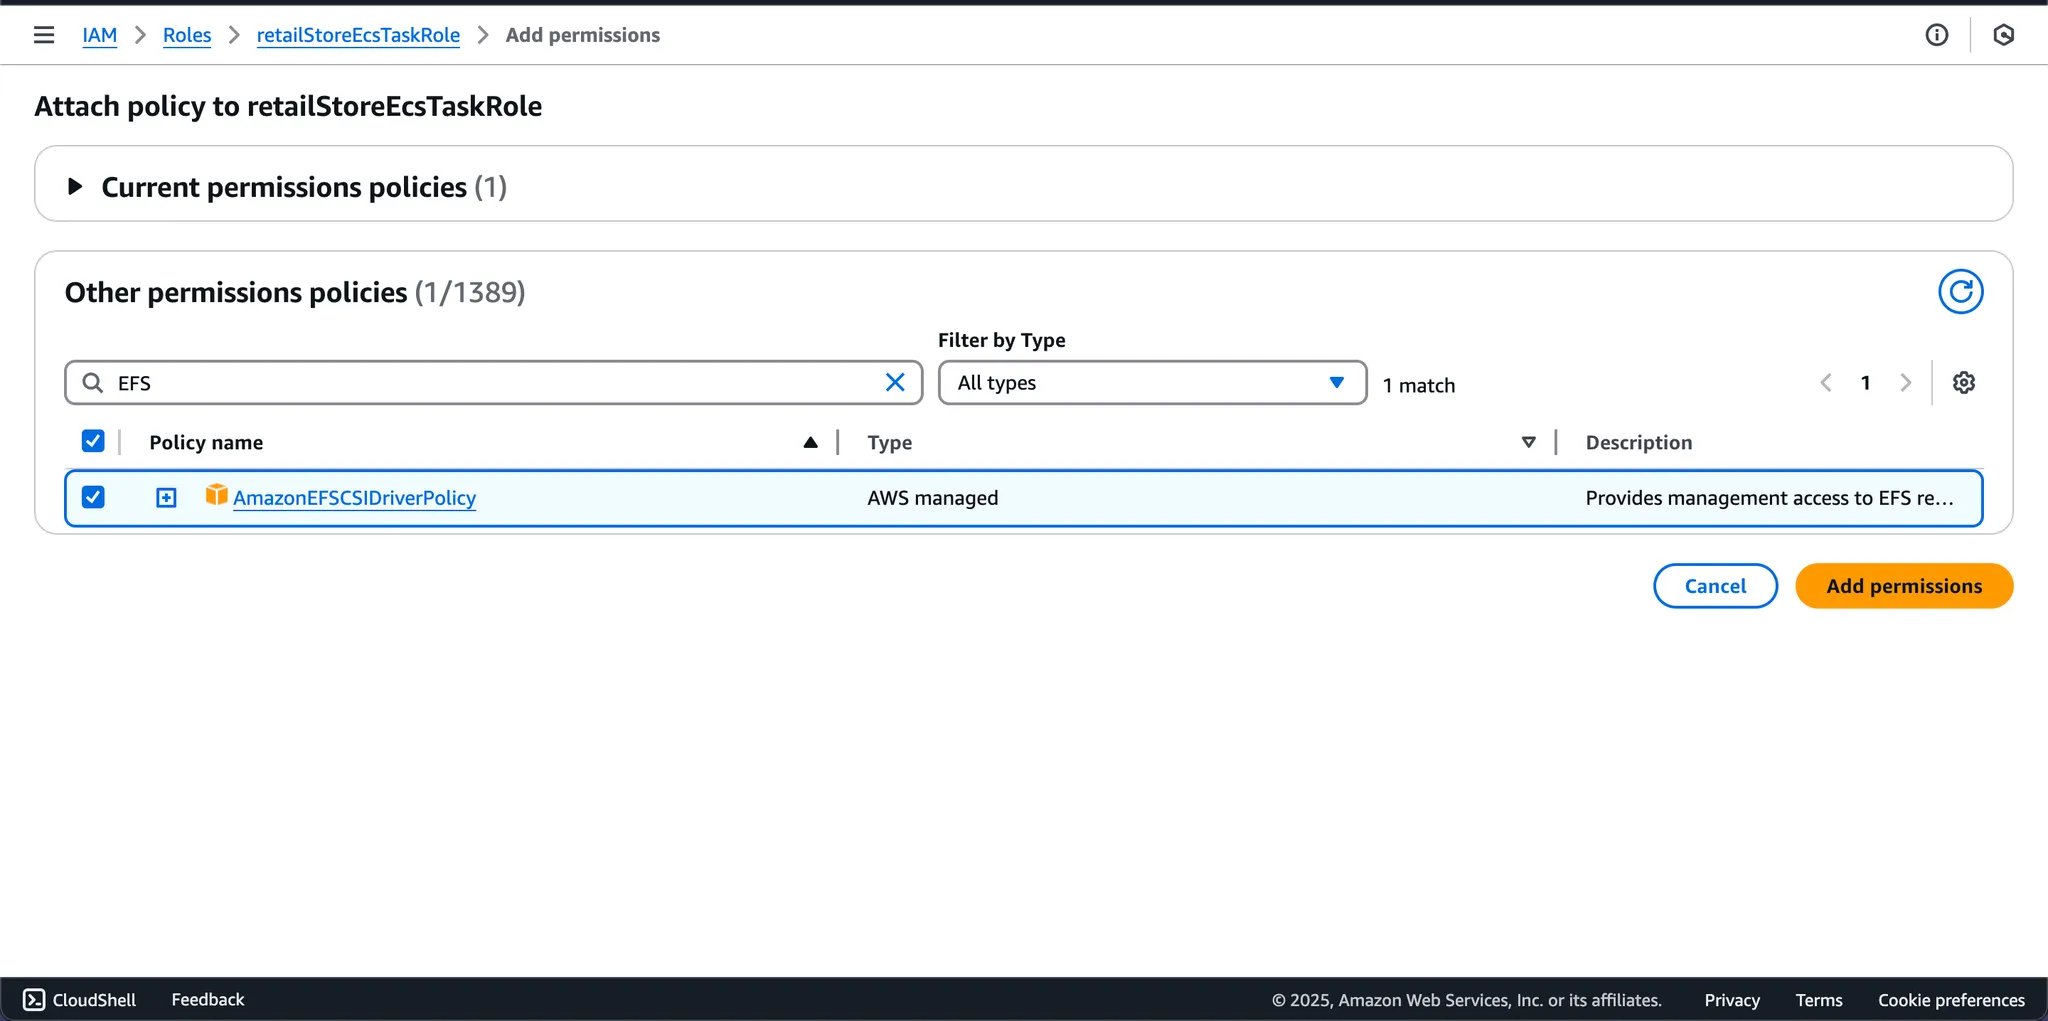 IAM > Roles > retailStoreEcsTaskRole > Add permissions
Attach policy to retailStoreEcsTaskRole
Current permissions policies (1)
Other permissions policies (1/1389)
Filter by Type
EFS All types 1 match 1
Policy name Type Description
AmazonEFSCSIDriverPolicy AWS managed Provides management access to EFS re...
Cancel Add permissions
CloudShell Feedback © 2025, Amazon Web Services, Inc. or its affiliates. Privacy Terms Cookie preferences